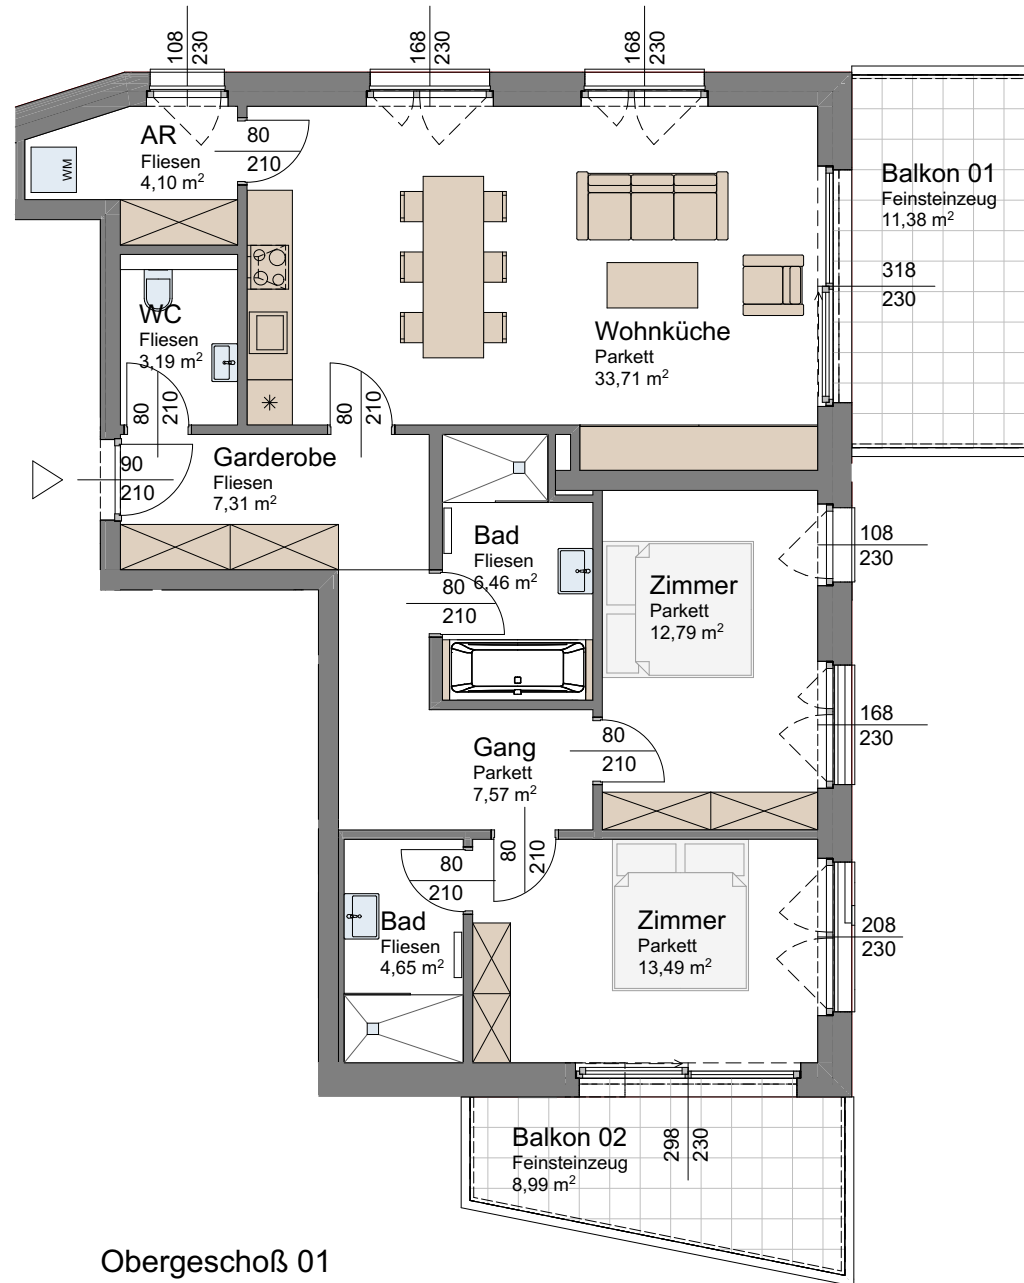 108
230
168
230
168
230
AR
Fliesen
4,10 m²
WM
80
210
Balkon 01
Feinsteinzeug
11,38 m²
318
230
WC
Fliesen
3,19 m²
Wohnküche
Parkett
33,71 m²
80
210
80
210
90
210
Garderobe
Fliesen
7,31 m²
Bad
Fliesen
6,46 m²
80
210
108
230
Zimmer
Parkett
12,79 m²
168
230
Gang
Parkett
7,57 m²
80
210
80
210
80
210
Bad
Fliesen
4,65 m²
Zimmer
Parkett
13,49 m²
208
230
Balkon 02
Feinsteinzeug
8,99 m²
298
230
Obergeschoß 01